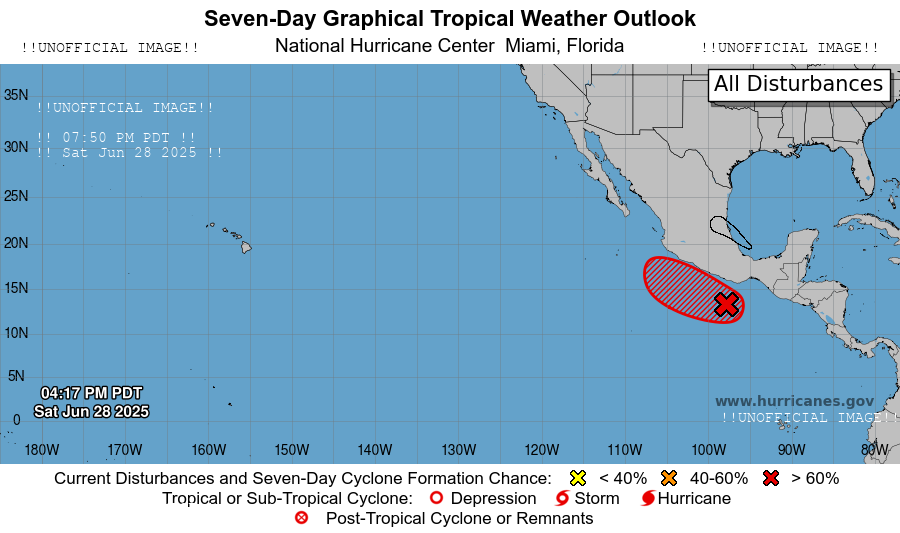 Seven-Day Graphical Tropical Weather Outlook
!!UNOFFICIAL IMAGE!!
National Hurricane Center Miami, Florida
!!UNOFFICIAL IMAGE!!
All Disturbances
35N
!!UNOFFICIAL IMAGE!!
!! 07:50 PM PDT !!
30N
!! Sat Jun 28 2025 !!
25N
20N
15N
10N
5N
04:17 PM PDT
Sat Jun 28 2025
www.hurricanes.gov
!!UNOFFICIAL IMAGE!!
0
180W 170W 160W 150W 140W 130W 120W 110W 100W 90W 80W
Current Disturbances and Seven-Day Cyclone Formation Chance: < 40% 40-60% > 60%
Tropical or Sub-Tropical Cyclone: Depression Storm Hurricane
Post-Tropical Cyclone or Remnants